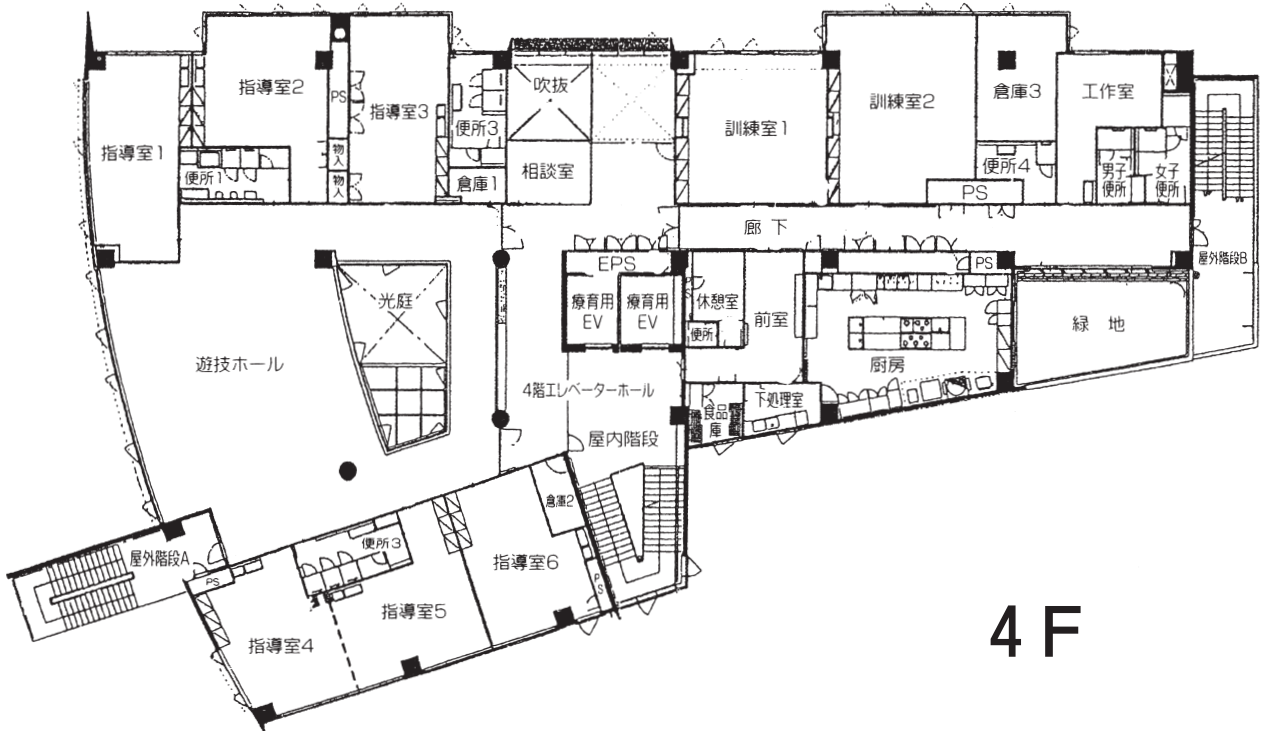 指導室1
指導室2
便所1
PS
物入
物入
指導室3
便所3
倉庫1
吹抜
相談室
訓練室1
訓練室2
倉庫3
便所4
PS
工作室
男子
便所
女子
便所
廊下
屋外階段B
EPS
療育用
EV
療育用
EV
休憩室
便所
前室
PS
厨房
緑地
光庭
遊技ホール
4階エレベーターホール
屋内階段
食品
庫
下処理室
倉庫2
屋外階段A
PS
便所3
指導室4
指導室5
指導室6
PS
4F